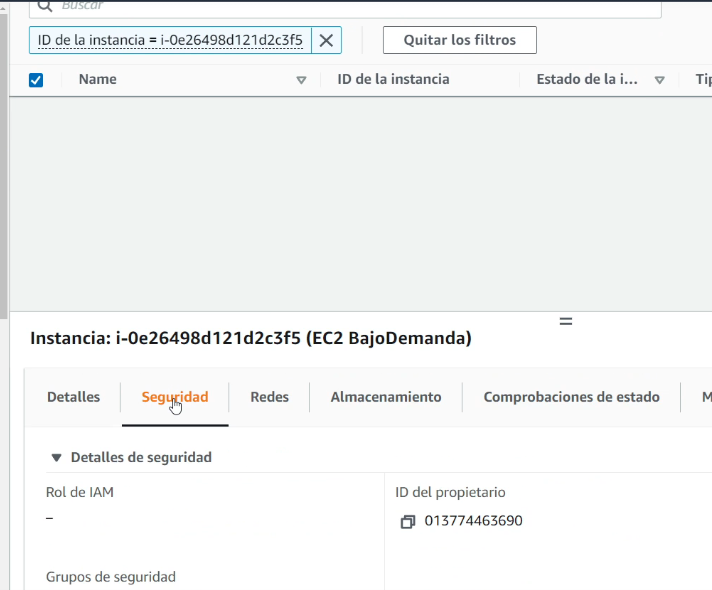 Buscar
ID de la instancia = i-0e26498d121d2c3f5
Quitar los filtros
Name ID de la instancia Estado de la i...
Instancia: i-0e26498d121d2c3f5 (EC2 BajoDemanda)
Detalles Seguridad Redes Almacenamiento Comprobaciones de estado M
Detalles de seguridad
Rol de IAM ID del propietario
– 013774463690
Grupos de seguridad